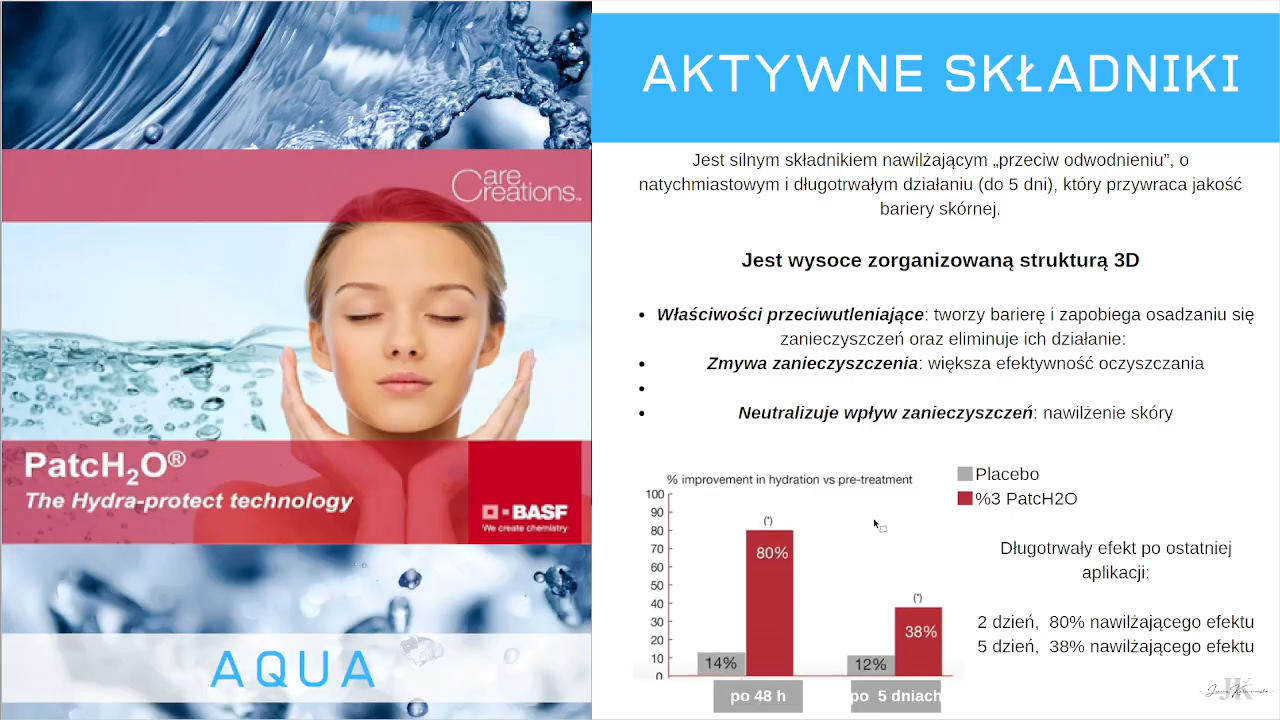 Care
Creations™
PatcH₂O®
The Hydra-protect technology
BASF
We create chemistry
AQUA
AKTYWNE SKŁADNIKI
Jest silnym składnikiem nawilżającym „przeciw odwodnieniu”, o
natychmiastowym i długotrwałym działaniu (do 5 dni), który przywraca jakość
bariery skórnej.
Jest wysoce zorganizowaną strukturą 3D
• Właściwości przeciwutleniające: tworzy barierę i zapobiega osadzaniu się
zanieczyszczeń oraz eliminuje ich działanie:
• Zmywa zanieczyszczenia: większa efektywność oczyszczania
•
• Neutralizuje wpływ zanieczyszczeń: nawilżenie skóry
% improvement in hydration vs pre-treatment
Placebo
%3 PatcH2O
100
90
80
70
60
50
40
30
20
10
0
(*)
80%
14%
(*)
38%
12%
po 48 h
po 5 dniach
Długotrwały efekt po ostatniej
aplikacji:
2 dzień, 80% nawilżającego efektu
5 dzień, 38% nawilżającego efektu
JK